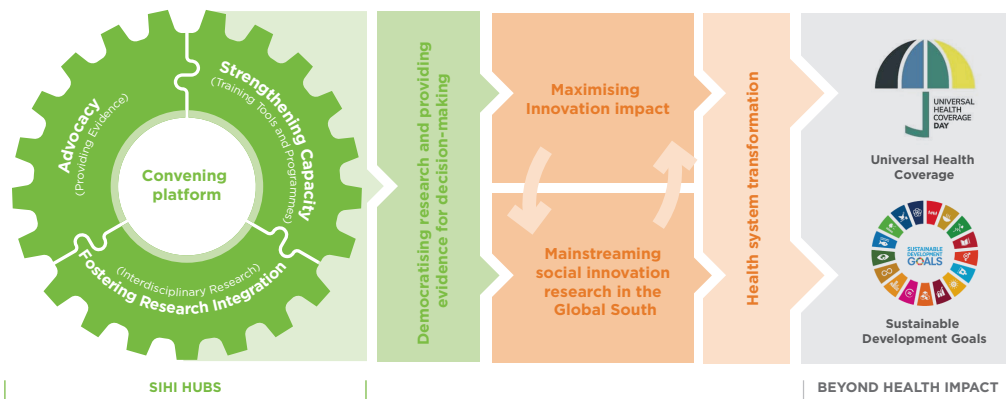 Advocacy
(Providing Evidence)
Strengthening Capacity
(Training Tools and Programmes)
Convening
platform
(Interdisciplinary Research)
Fostering Research Integration
Democratising research and providing
evidence for decision-making
Maximising
Innovation impact
Mainstreaming
social innovation
research in the
Global South
Health system transformation
UNIVERSAL
HEALTH
COVERAGE
DAY
Universal Health
Coverage
SUSTAINABLE
DEVELOPMENT
GOALS
Sustainable
Development Goals
SIHI HUBS
BEYOND HEALTH IMPACT